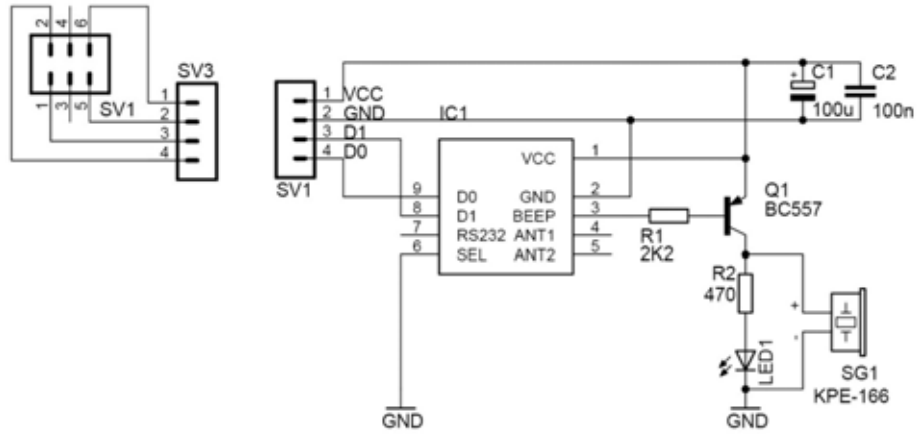 2
4
6
1
3
5
SV1
SV3
1
2
3
4
1 VCC
2 GND
3 D1
4 D0
SV1
IC1
VCC
GND
BEEP
ANT1
ANT2
D0
D1
RS232
SEL
1
2
3
4
5
9
8
7
6
R1
2K2
Q1
BC557
+
C1
100u
C2
100n
R2
470
LED1
+
-
SG1
KPE-166
GND
GND